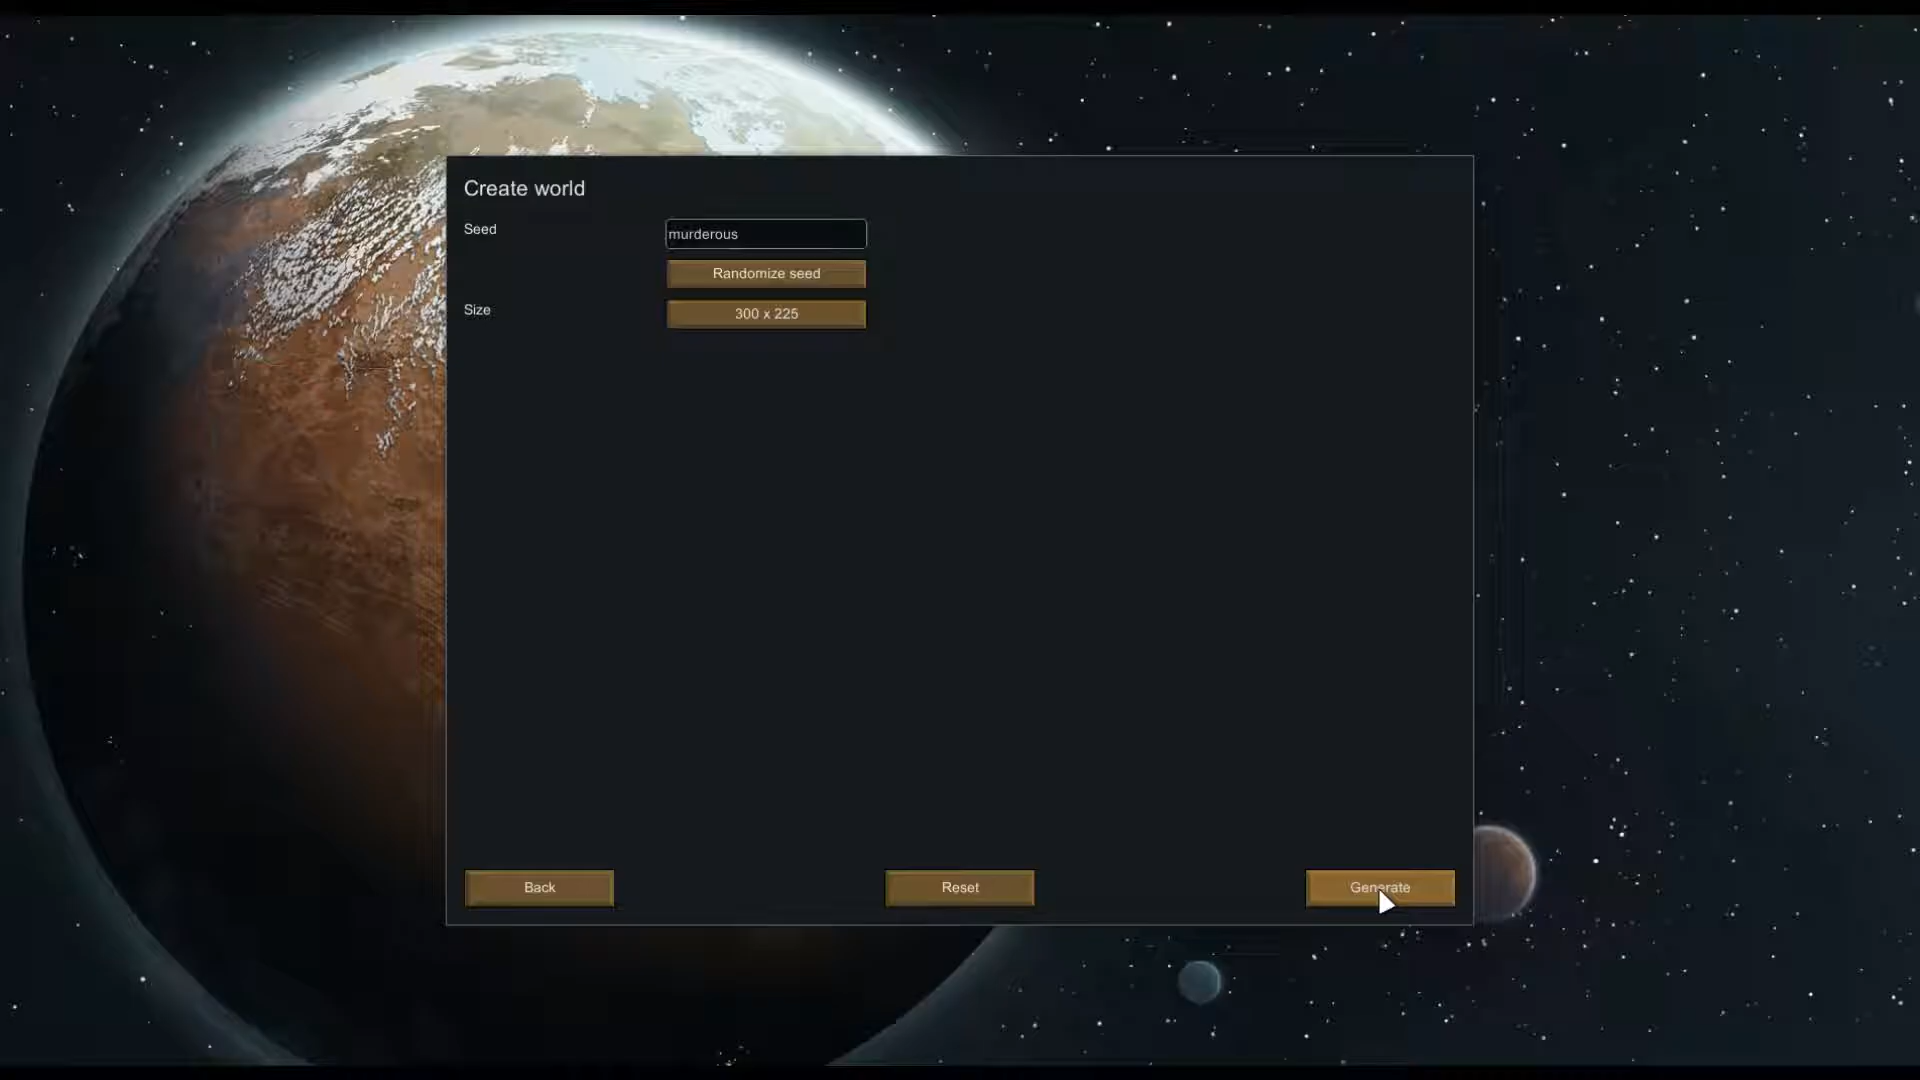 Create world
Seed
murderous
Randomize seed
Size
300 x 225
Back
Reset
Generate